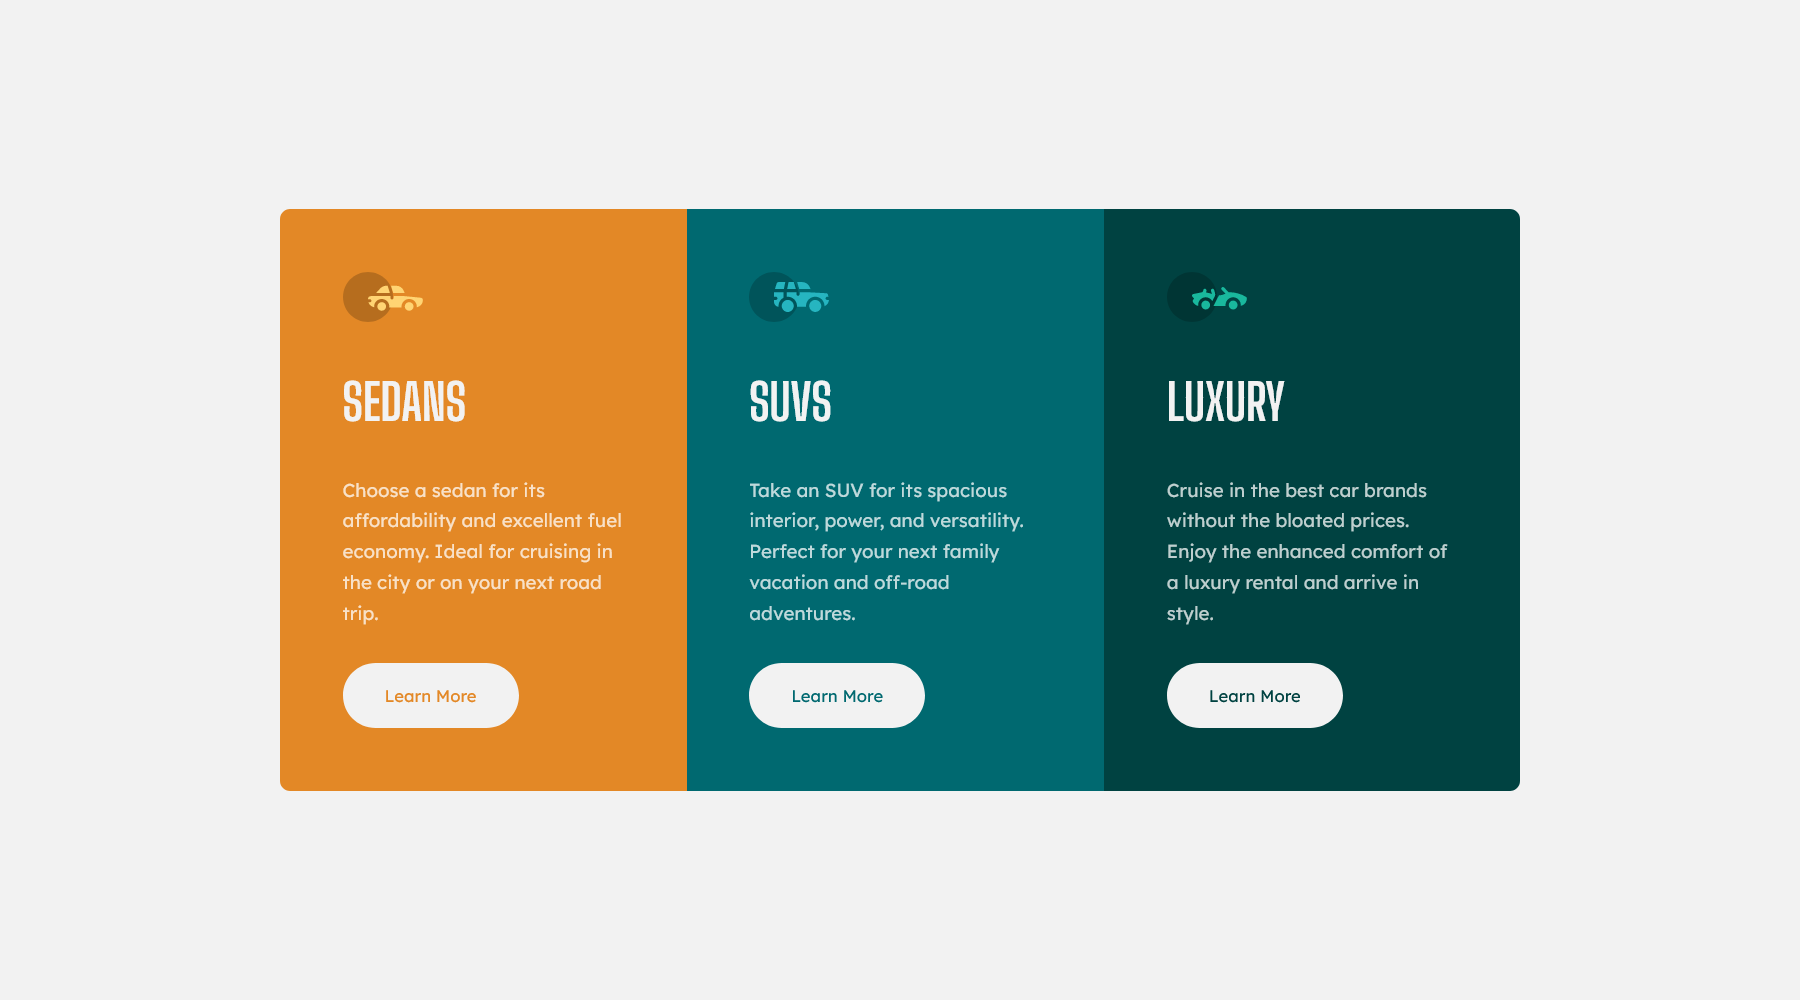 SEDANS
Choose a sedan for its
affordability and excellent fuel
economy. Ideal for cruising in
the city or on your next road
trip.
Learn More
SUVS
Take an SUV for its spacious
interior, power, and versatility.
Perfect for your next family
vacation and off-road
adventures.
Learn More
LUXURY
Cruise in the best car brands
without the bloated prices.
Enjoy the enhanced comfort of
a luxury rental and arrive in
style.
Learn More